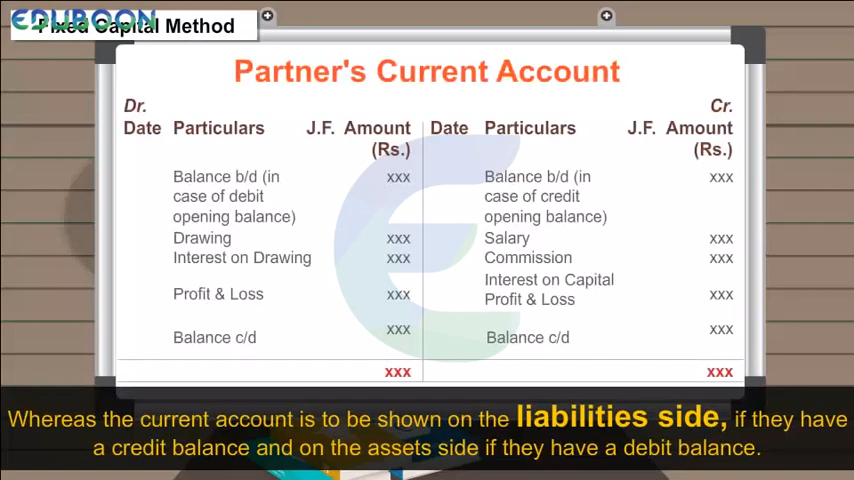 EDUBOON
Fixed Capital Method
Partner's Current Account
Dr. Cr.
Date Particulars J.F. Amount (Rs.) Date Particulars J.F. Amount (Rs.)
Balance b/d (in xxx Balance b/d (in xxx
case of debit case of credit
opening balance) opening balance)
Drawing xxx Salary xxx
Interest on Drawing xxx Commission xxx
Interest on Capital
Profit & Loss xxx Profit & Loss xxx
xxx xxx
Balance c/d Balance c/d
xxx xxx
Whereas the current account is to be shown on the liabilities side, if they have
a credit balance and on the assets side if they have a debit balance.